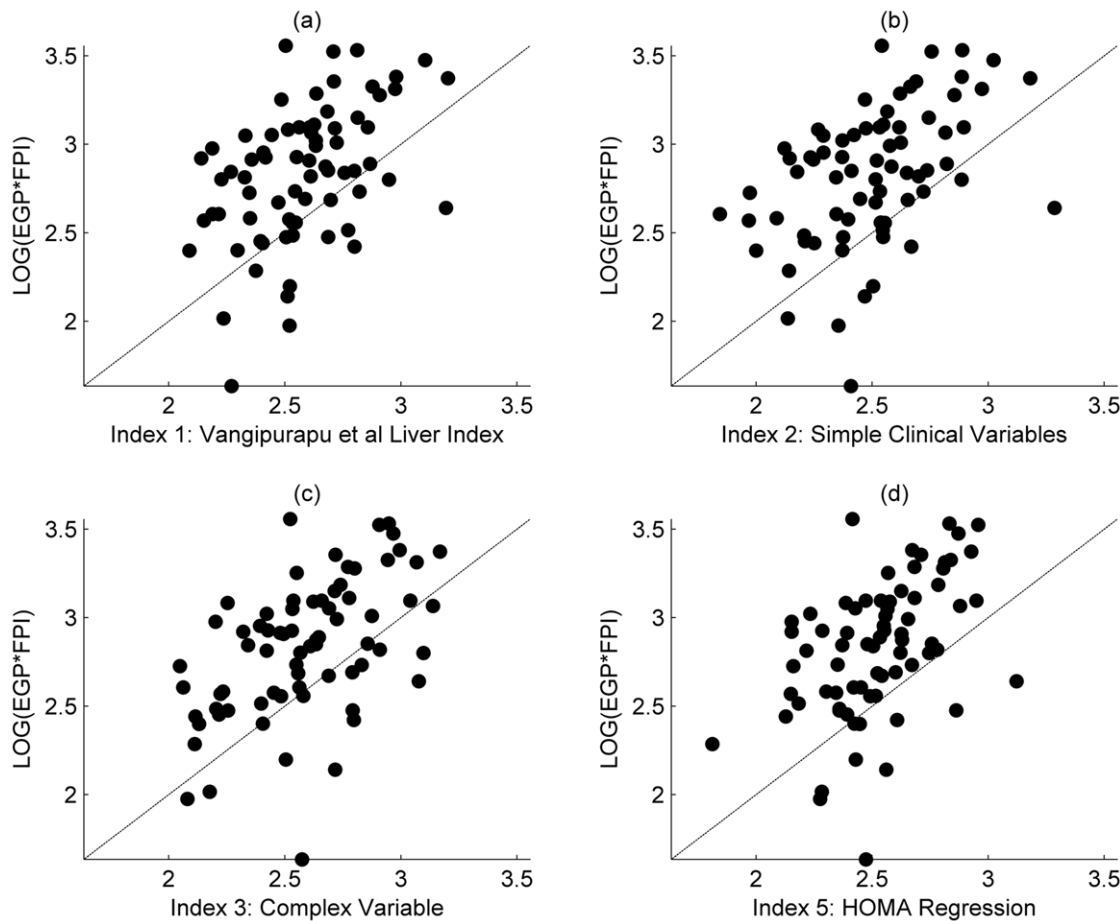 (a)
3.5
3
2.5
2
LOG(EGP*FPI)
2 2.5 3 3.5
Index 1: Vangipurapu et al Liver Index
(b)
3.5
3
2.5
2
LOG(EGP*FPI)
2 2.5 3 3.5
Index 2: Simple Clinical Variables
(c)
3.5
3
2.5
2
LOG(EGP*FPI)
2 2.5 3 3.5
Index 3: Complex Variable
(d)
3.5
3
2.5
2
LOG(EGP*FPI)
2 2.5 3 3.5
Index 5: HOMA Regression